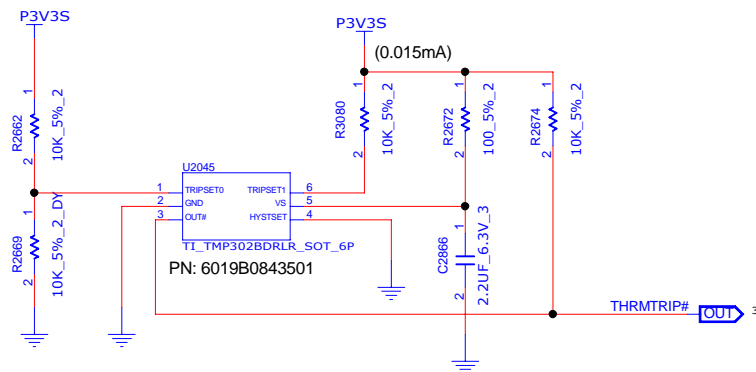 P3V3S
P3V3S
(0.015mA)
1
R2662
10K_5%_2
2
1
R3080
10K_5%_2
2
1
R2672
100_5%_2
2
1
R2674
10K_5%_2
2
U2045
1 TRIPSET0 TRIPSET1 6
2 GND VS 5
3 OUT# HYSTSET 4
TI_TMP302BDRLR_SOT_6P
PN: 6019B0843501
1
R2669
10K_5%_2_DY
2
1
C2866
2.2UF_6.3V_3
2
THRMTRIP# OUT